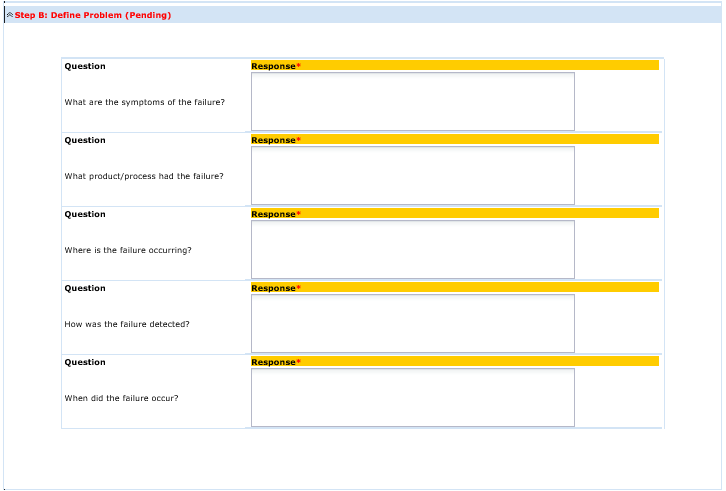 Step B: Define Problem (Pending)
Question Response*
What are the symptoms of the failure?
Question Response*
What product/process had the failure?
Question Response*
Where is the failure occurring?
Question Response*
How was the failure detected?
Question Response*
When did the failure occur?